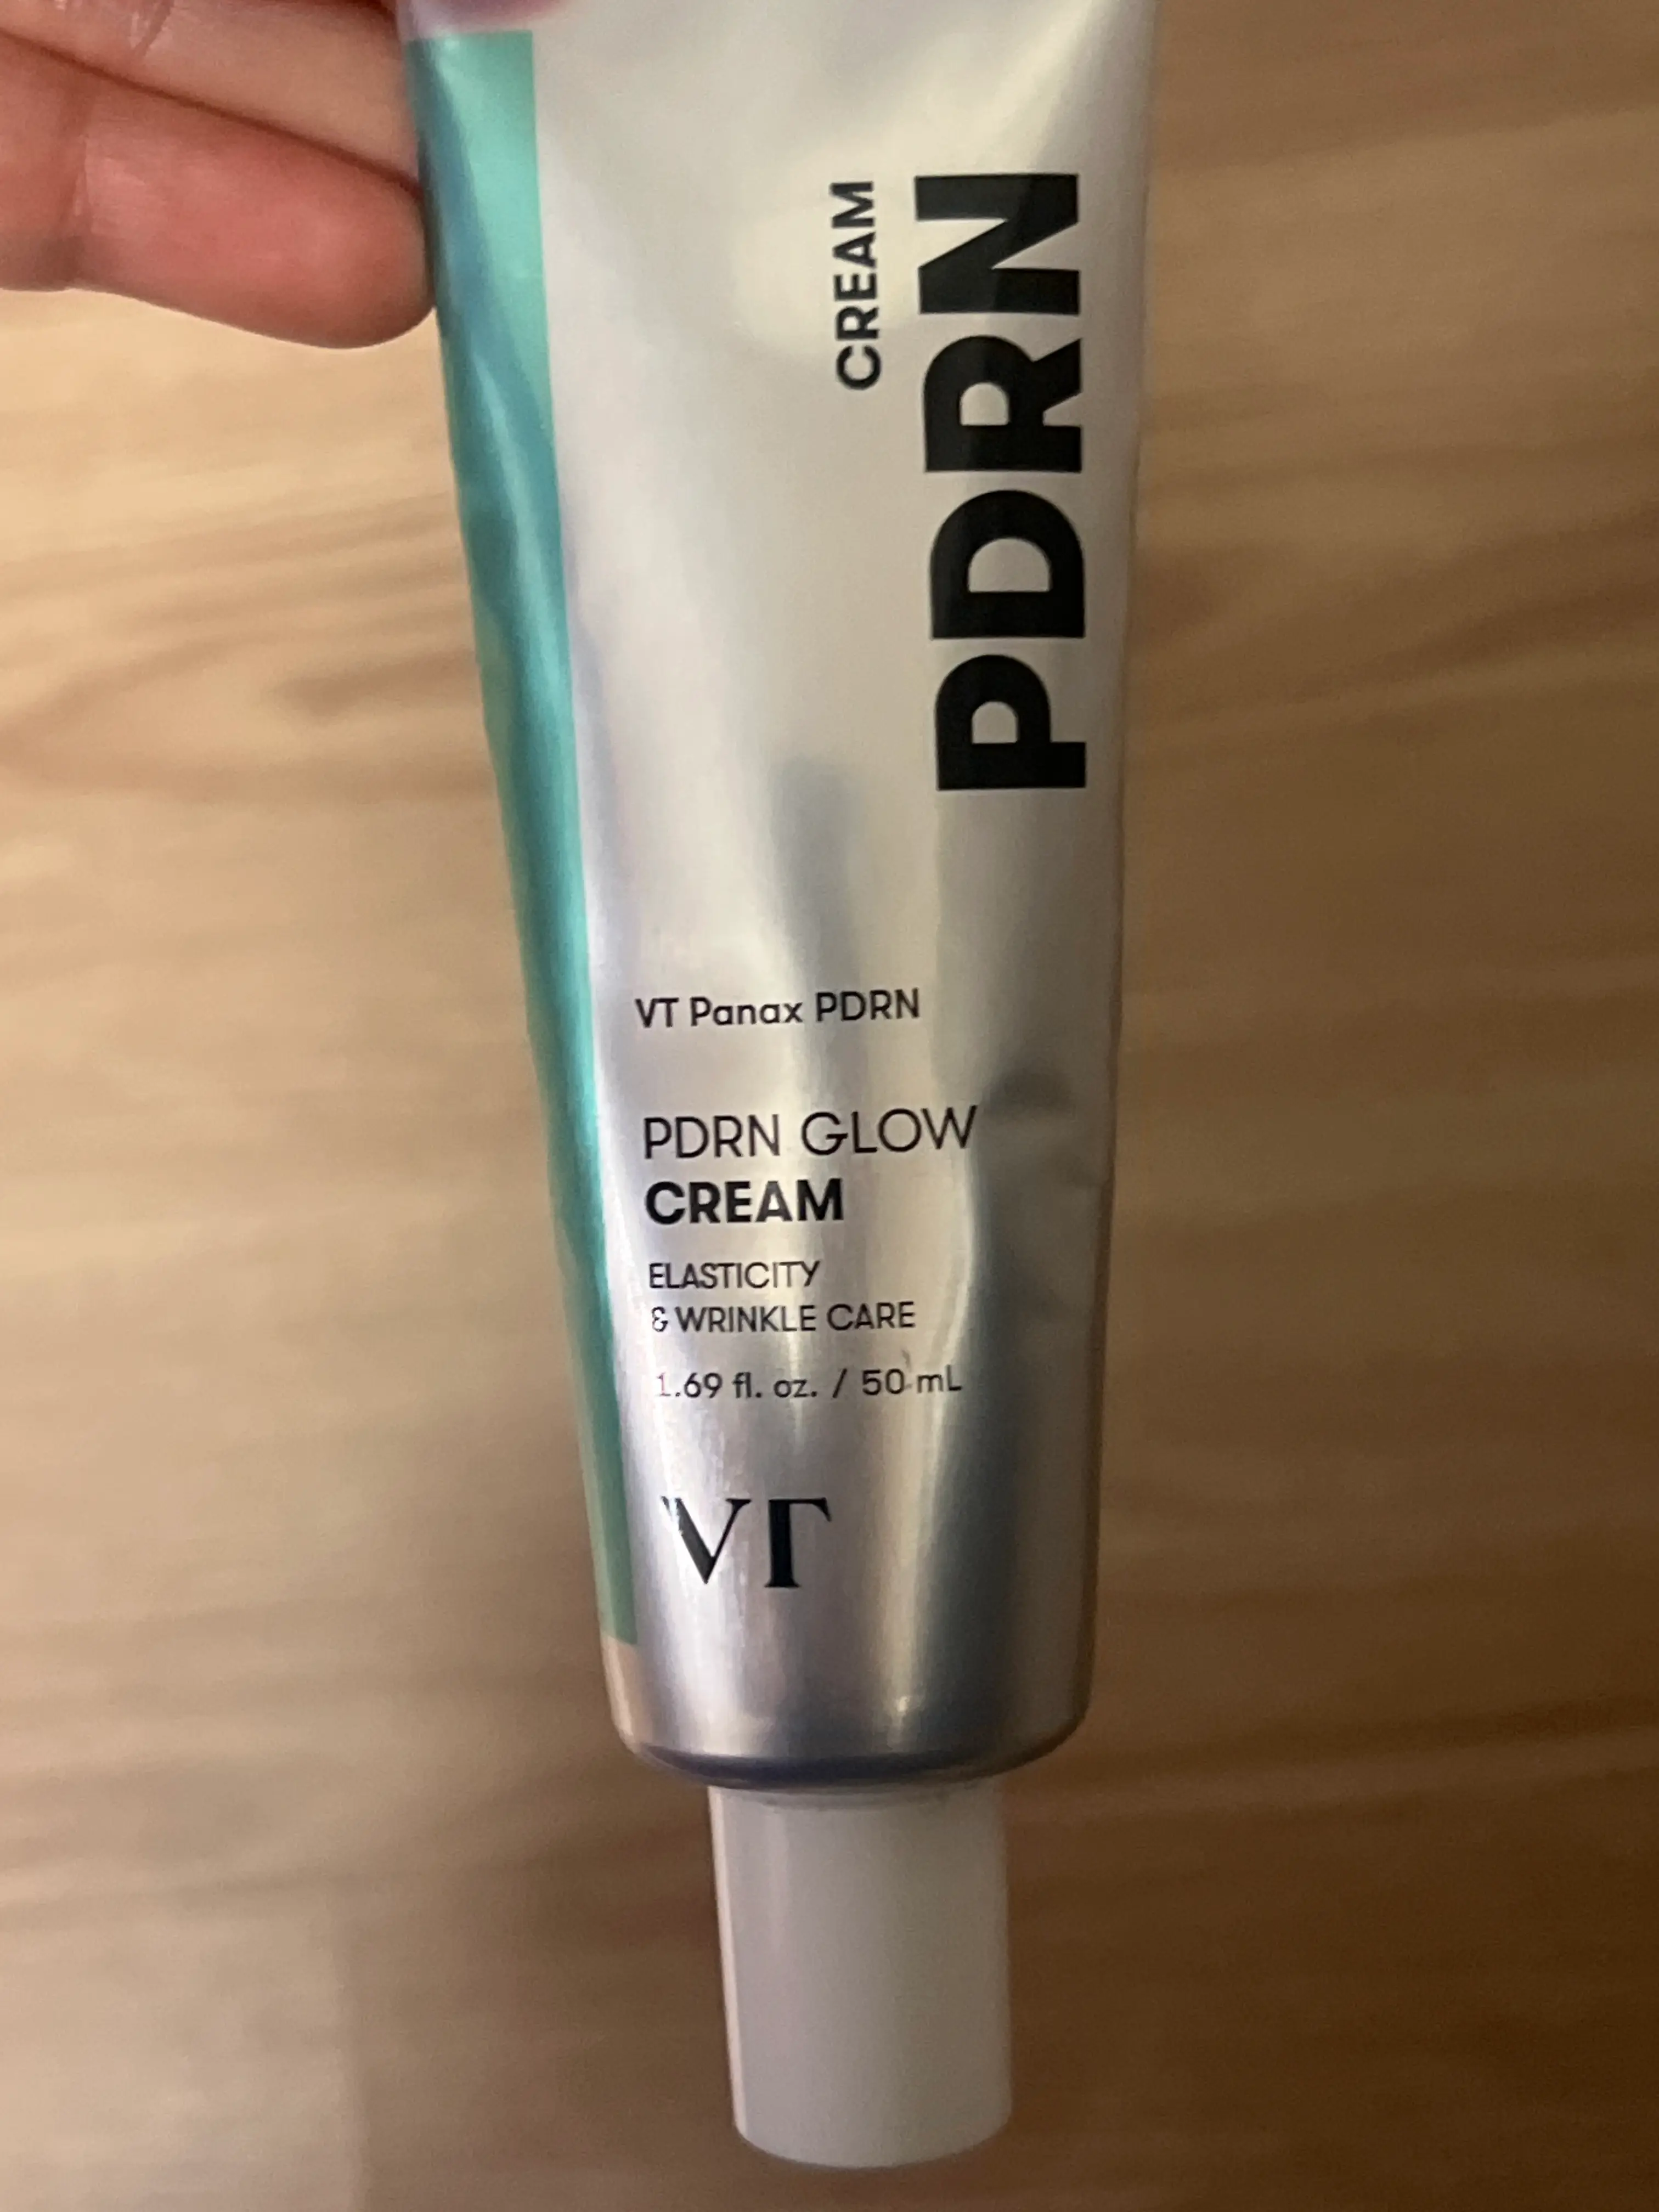 PDRN
CREAM
VT Panax PDRN
PDRN GLOW
CREAM
ELASTICITY
& WRINKLE CARE
1.69 fl. oz. / 50 mL
VT